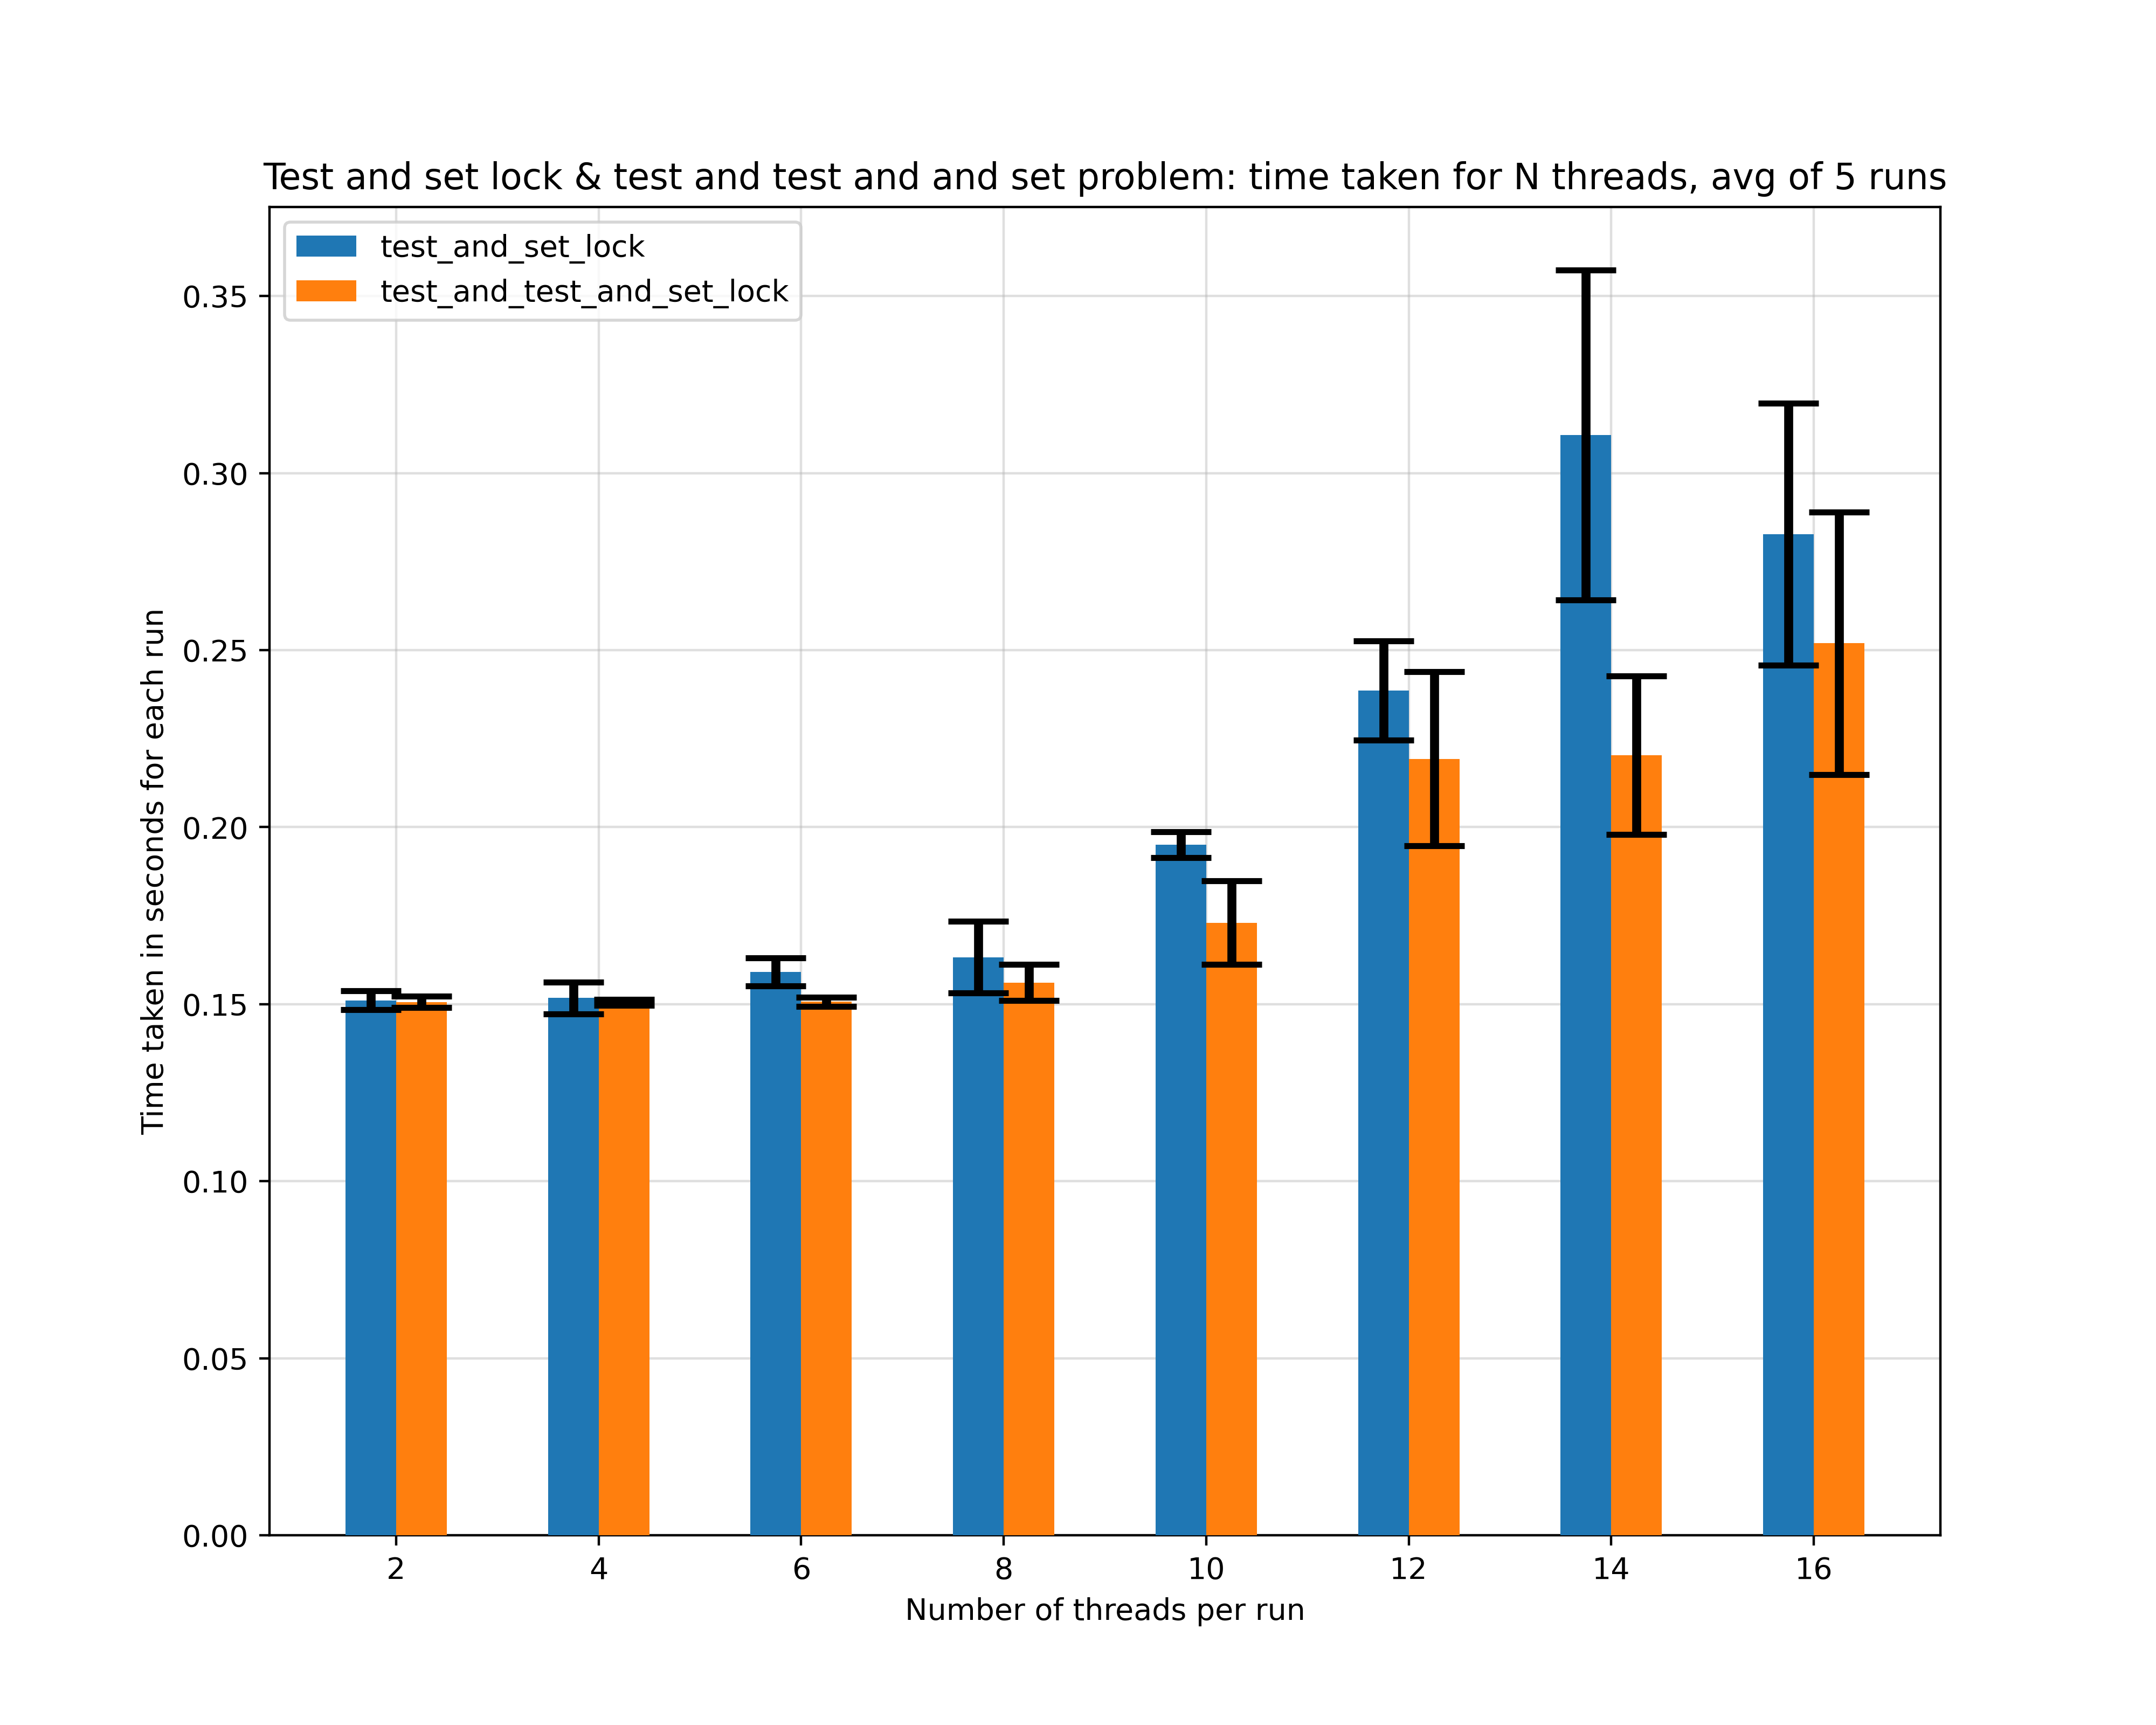 Test and set lock & test and test and and set problem: time taken for N threads, avg of 5 runs
test_and_set_lock
test_and_test_and_set_lock
0.35
0.30
0.25
0.20
0.15
0.10
0.05
0.00
Time taken in seconds for each run
2 4 6 8 10 12 14 16
Number of threads per run